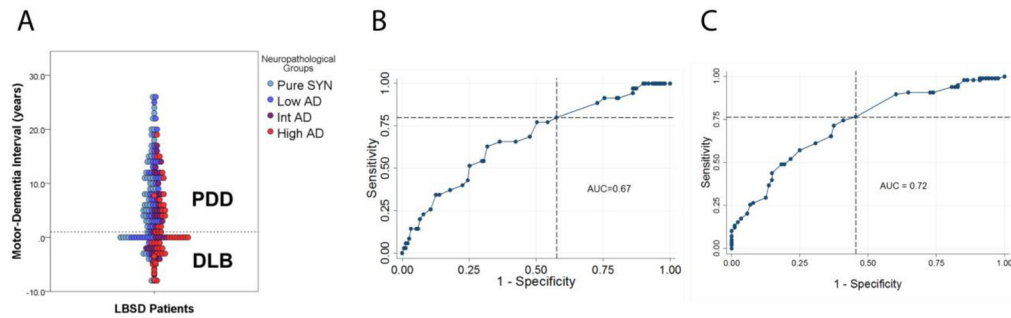 A
Motor-Dementia Interval (years)
30.0
20.0
10.0
.0
-10.0
PDD
DLB
LBSD Patients
Neuropathological
Groups
Pure SYN
Low AD
Int AD
High AD
B
Sensitivity
1.00
0.75
0.50
0.25
0.00
AUC=0.67
0.00 0.25 0.50 0.75 1.00
1 - Specificity
C
Sensitivity
1.00
0.75
0.50
0.25
0.00
AUC = 0.72
0.00 0.25 0.50 0.75 1.00
1 - Specificity